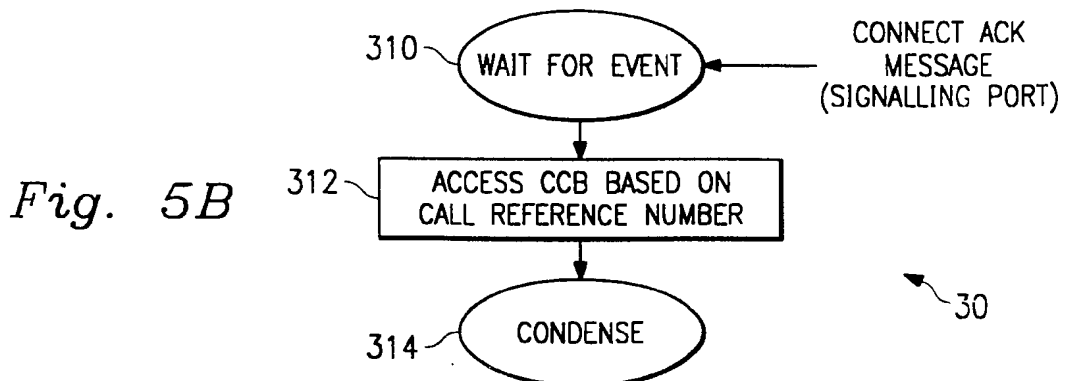 310
WAIT FOR EVENT
CONNECT ACK
MESSAGE
(SIGNALLING PORT)
Fig. 5B
312
ACCESS CCB BASED ON
CALL REFERENCE NUMBER
30
314
CONDENSE